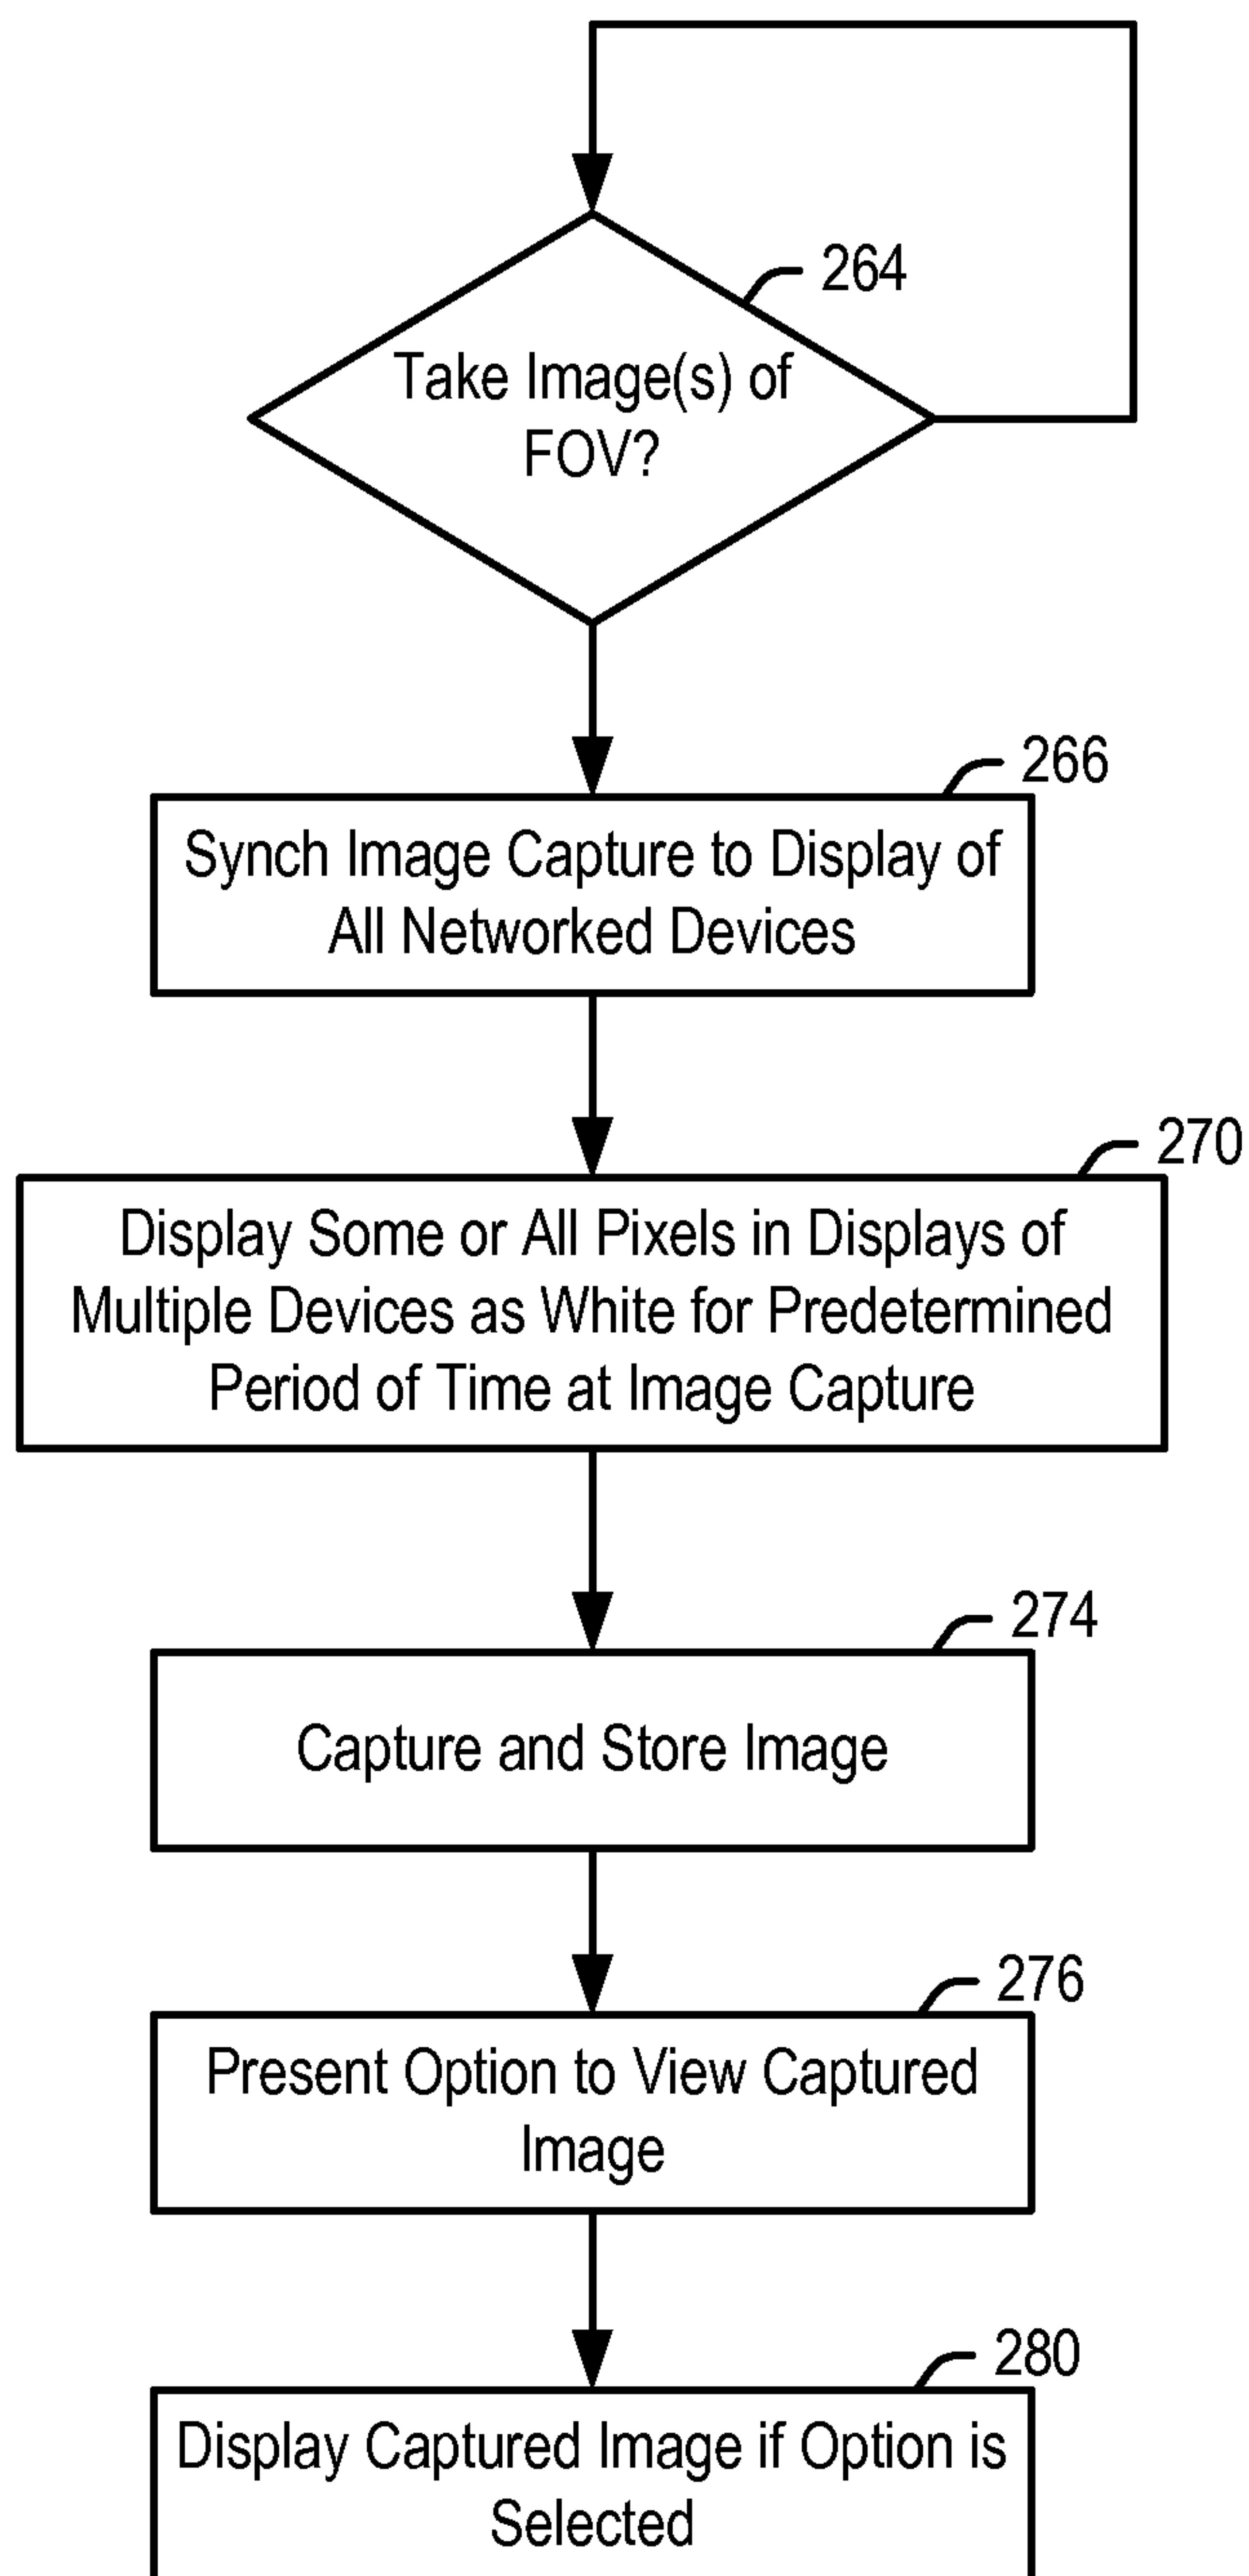 264
Take Image(s) of
FOV?
266
Synch Image Capture to Display of
All Networked Devices
270
Display Some or All Pixels in Displays of
Multiple Devices as White for Predetermined
Period of Time at Image Capture
274
Capture and Store Image
276
Present Option to View Captured
Image
280
Display Captured Image if Option is
Selected